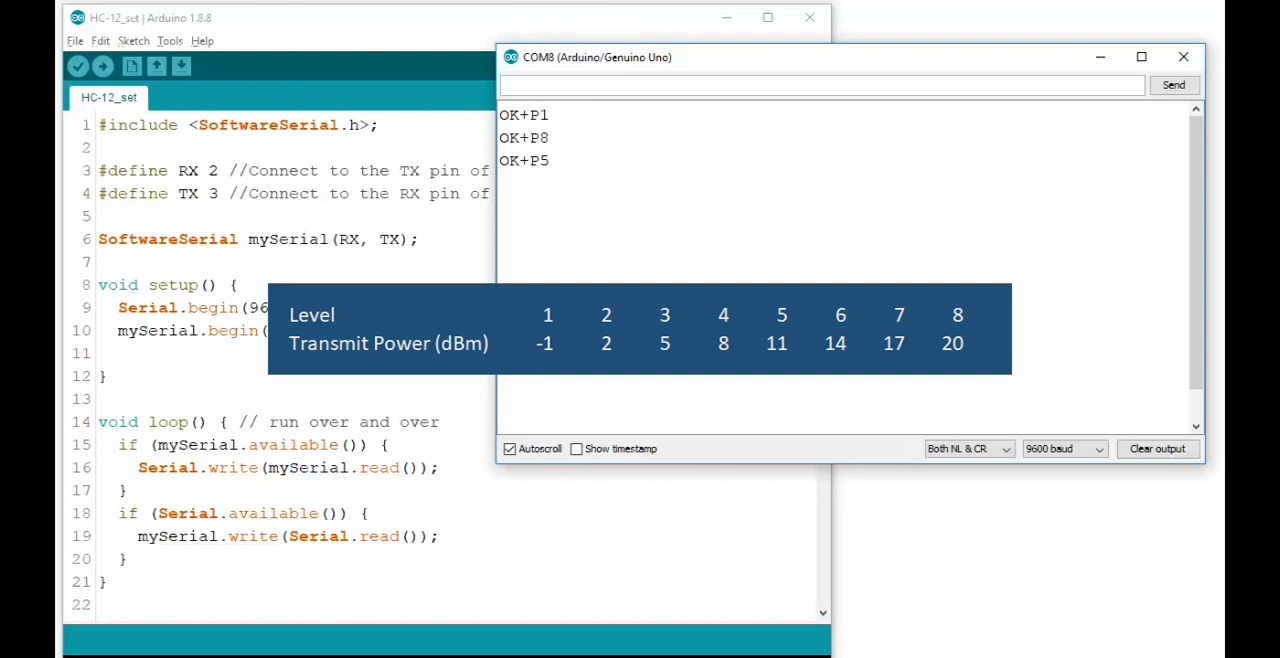 HC-12_set | Arduino 1.8.8
File Edit Sketch Tools Help
HC-12_set
1 #include <SoftwareSerial.h>;
2
3 #define RX 2 //Connect to the TX pin of
4 #define TX 3 //Connect to the RX pin of
5
6 SoftwareSerial mySerial(RX, TX);
7
8 void setup() {
9 Serial.begin(96
10 mySerial.begin(
11
12 }
13
14 void loop() { // run over and over
15 if (mySerial.available()) {
16 Serial.write(mySerial.read());
17 }
18 if (Serial.available()) {
19 mySerial.write(Serial.read());
20 }
21 }
22
COM8 (Arduino/Genuino Uno)
Send
OK+P1
OK+P8
OK+P5
Level 1 2 3 4 5 6 7 8
Transmit Power (dBm) -1 2 5 8 11 14 17 20
Autoscroll Show timestamp Both NL & CR 9600 baud Clear output